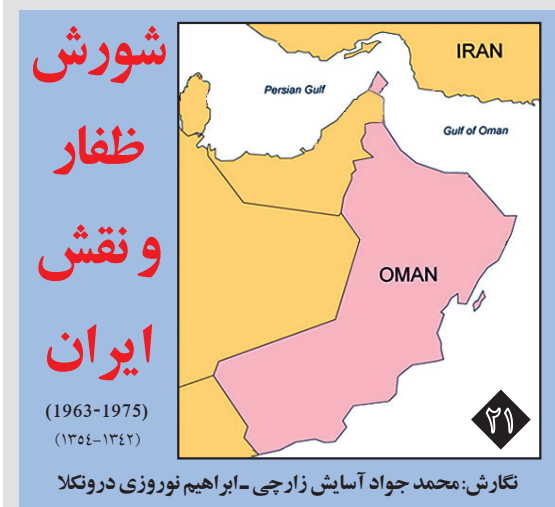 شورش
ظفار
و نقش
ایران
(1963-1975)
(۱۳۴۲-۱۳۵۴)
IRAN
Persian Gulf
Gulf of Oman
OMAN
۲۱
نگارش: محمد جواد آسایش زارچی ـ ابراهیم نوروزی درونکلا